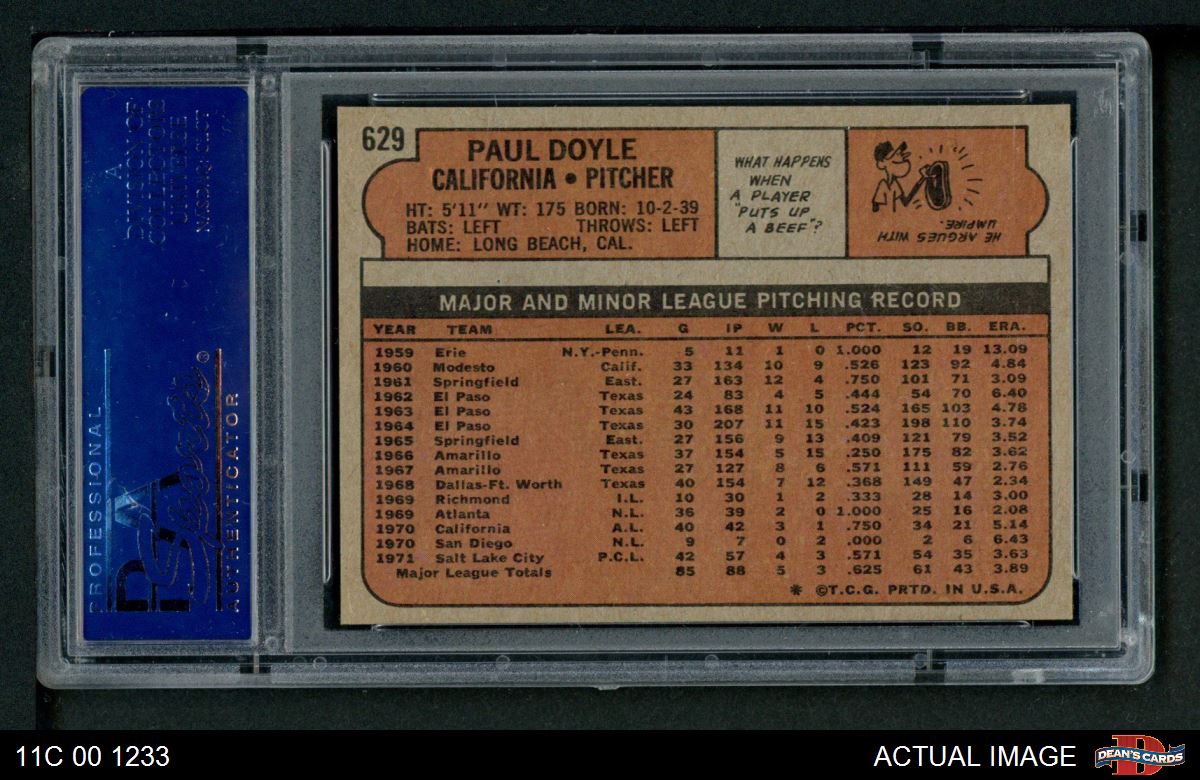 629
PAUL DOYLE
CALIFORNIA • PITCHER
HT: 5'11" WT: 175 BORN: 10-2-39
BATS: LEFT THROWS: LEFT
HOME: LONG BEACH, CAL.
WHAT HAPPENS
WHEN
A PLAYER
"PUTS UP
A BEEF"?
HE ARGUES WITH
UMPIRE.
MAJOR AND MINOR LEAGUE PITCHING RECORD
YEAR TEAM LEA. G IP W L PCT. SO. BB. ERA.
1959 Erie N.Y.-Penn. 5 11 1 0 1.000 12 19 13.09
1960 Modesto Calif. 33 134 10 9 .526 123 92 4.84
1961 Springfield East. 27 163 12 4 .750 101 71 3.09
1962 El Paso Texas 24 83 4 5 .444 54 70 6.40
1963 El Paso Texas 43 168 11 10 .524 165 103 4.78
1964 El Paso Texas 30 207 11 15 .423 198 110 3.74
1965 Springfield East. 27 156 9 13 .409 121 79 3.52
1966 Amarillo Texas 37 154 5 15 .250 175 82 3.62
1967 Amarillo Texas 27 127 8 6 .571 111 59 2.76
1968 Dallas-Ft. Worth Texas 40 154 7 12 .368 149 47 2.34
1969 Richmond I.L. 10 30 1 2 .333 28 14 3.00
1969 Atlanta N.L. 36 39 2 0 1.000 25 16 2.08
1970 California A.L. 40 42 3 1 .750 34 21 5.14
1970 San Diego N.L. 9 7 0 2 .000 2 6 6.43
1971 Salt Lake City P.C.L. 42 57 4 3 .571 54 35 3.63
Major League Totals 85 88 5 3 .625 61 43 3.89
* ©T.C.G. PRTD. IN U.S.A.
A
DIVISION OF
COLLECTORS
UNIVERSE
NASDAQ: CLCT
PROFESSIONAL
PSA
Sports
®
AUTHENTICATOR
11C 00 1233
ACTUAL IMAGE
D
DEAN'S CARDS